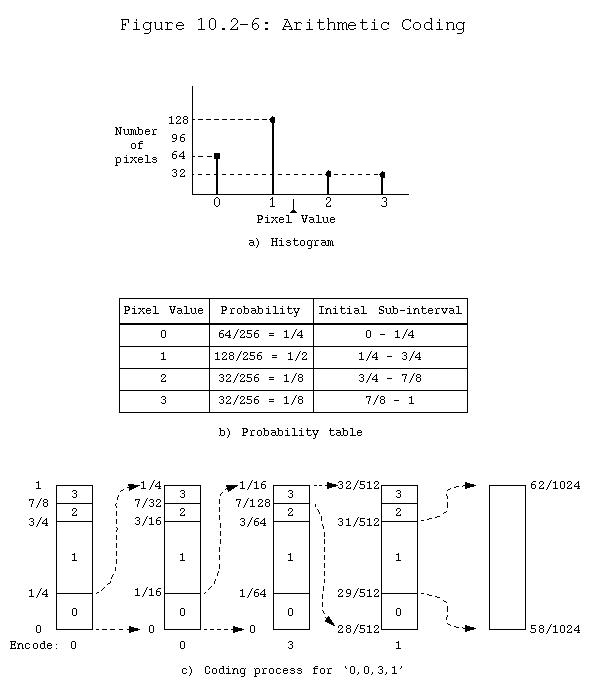 Figure 10.2-6: Arithmetic Coding
128
Number
of
pixels
96
64
32
0 1 2 3
Pixel Value
a) Histogram
Pixel Value Probability Initial Sub-interval
0 64/256 = 1/4 0 - 1/4
1 128/256 = 1/2 1/4 - 3/4
2 32/256 = 1/8 3/4 - 7/8
3 32/256 = 1/8 7/8 - 1
b) Probability table
1 1/4 1/16 32/512 62/1024
3 3 3 3
7/8 7/32 7/128
2 2 2 2
3/4 3/16 3/64 31/512
1 1 1 1
1/4 1/16 1/64 29/512
0 0 0 0
0 0 0 28/512 58/1024
Encode: 0 0 3 1
c) Coding process for ‘0,0,3,1’